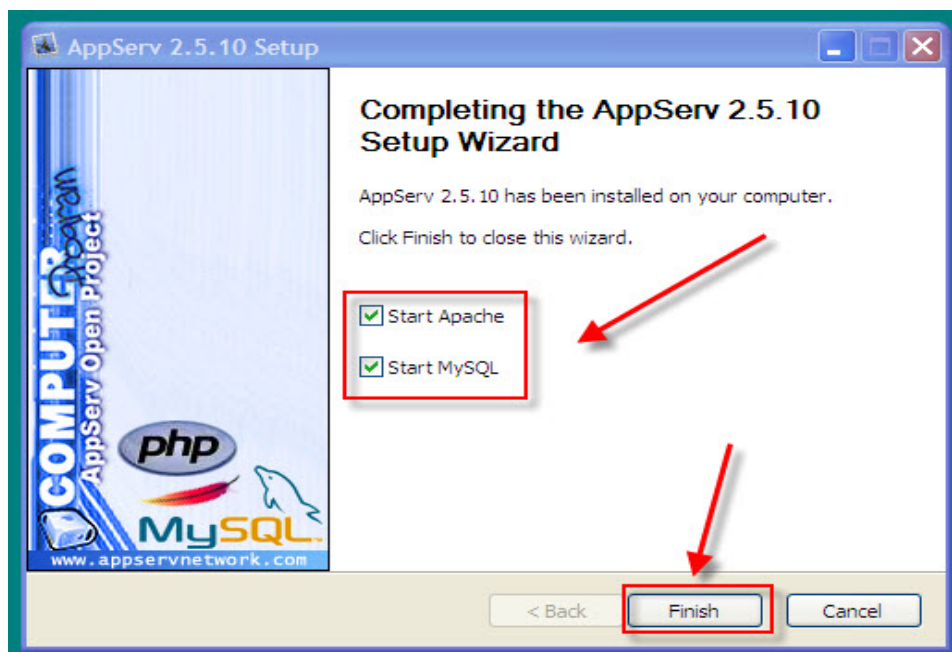 AppServ 2.5.10 Setup
Completing the AppServ 2.5.10
Setup Wizard
AppServ 2.5.10 has been installed on your computer.
Click Finish to close this wizard.
Start Apache
Start MySQL
COMPUTER
Program
AppServ Open Project
php
MySQL
www.appservnetwork.com
< Back
Finish
Cancel